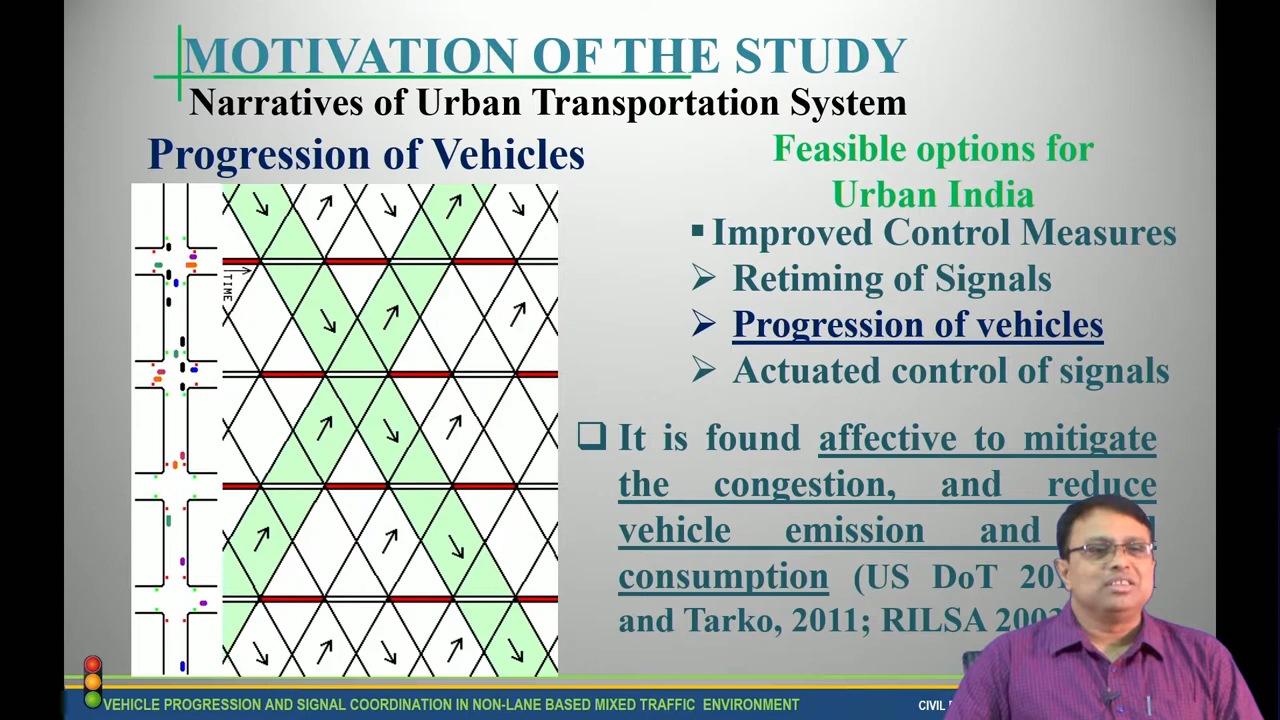 MOTIVATION OF THE STUDY
Narratives of Urban Transportation System
Progression of Vehicles
TIME
Feasible options for
Urban India
▪ Improved Control Measures
➢ Retiming of Signals
➢ Progression of vehicles
➢ Actuated control of signals
❑ It is found affective to mitigate
the congestion, and reduce
vehicle emission and
consumption (US DoT
and Tarko, 2011; RILSA
VEHICLE PROGRESSION AND SIGNAL COORDINATION IN NON-LANE BASED MIXED TRAFFIC ENVIRONMENT
CIVIL